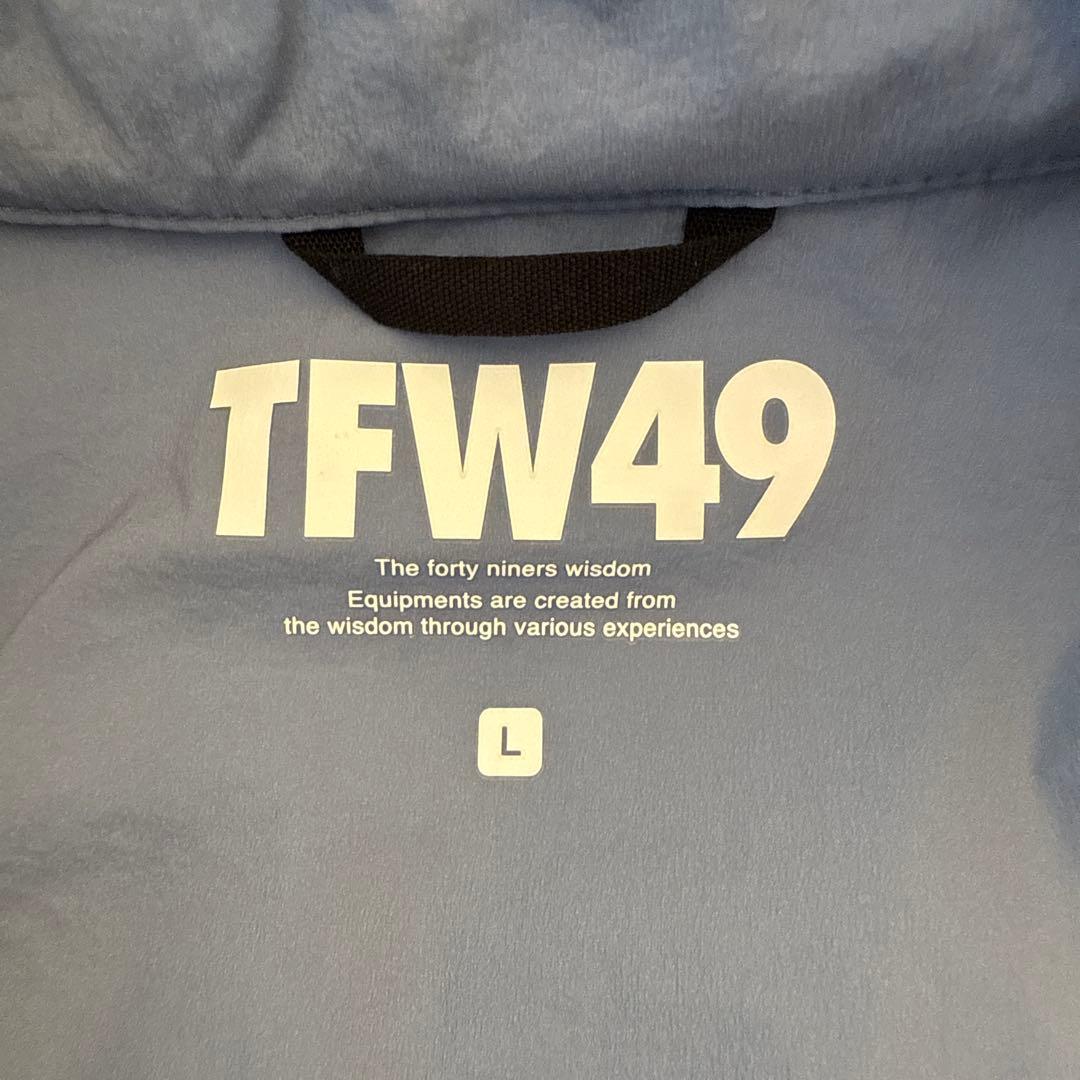 TFW49
The forty niners wisdom
Equipments are created from
the wisdom through various experiences
L